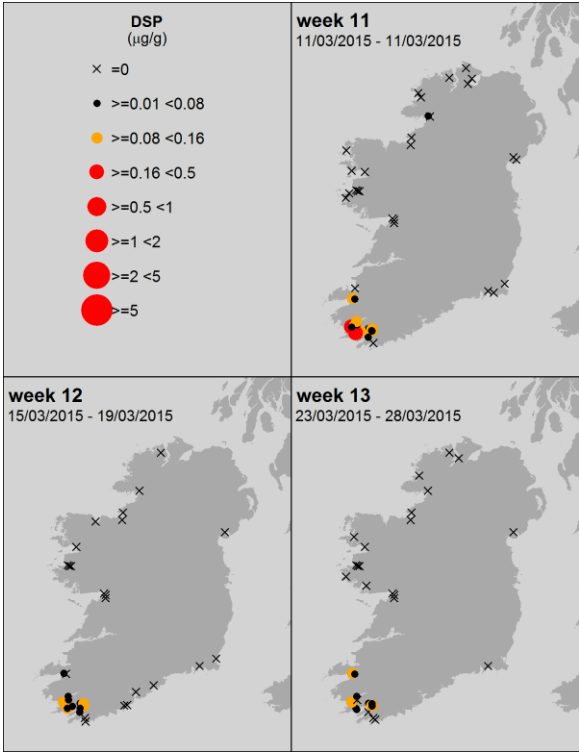 DSP
(µg/g)
=0
>=0.01 <0.08
>=0.08 <0.16
>=0.16 <0.5
>=0.5 <1
>=1 <2
>=2 <5
>=5
week 11
11/03/2015 - 11/03/2015
week 12
15/03/2015 - 19/03/2015
week 13
23/03/2015 - 28/03/2015